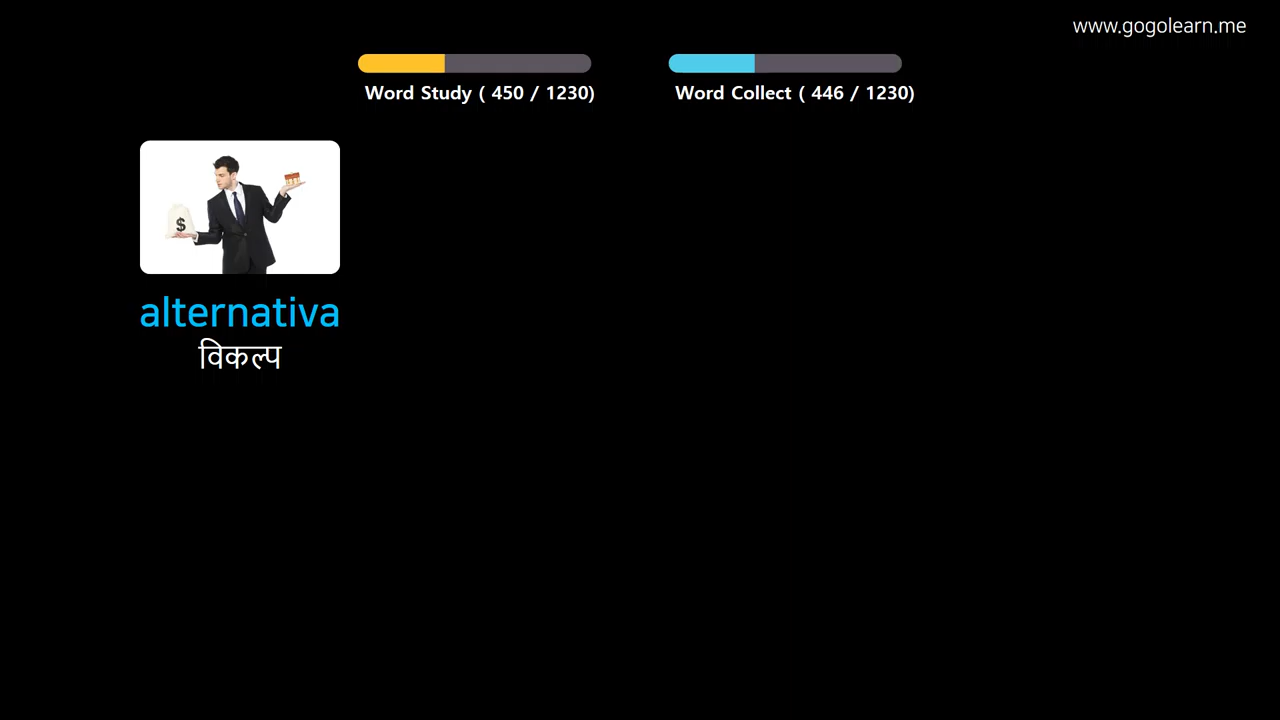 www.gogolearn.me
Word Study ( 450 / 1230)
Word Collect ( 446 / 1230)
$
alternativa
विकल्प